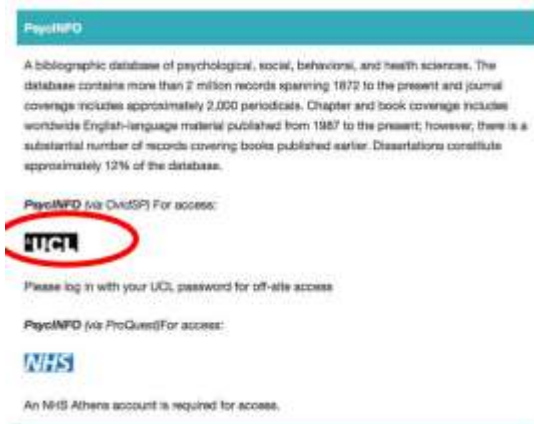 PsycINFO
A bibliographic database of psychological, social, behavioral, and health sciences. The
database contains more than 2 million records spanning 1872 to the present and journal
coverage includes approximately 2,000 periodicals. Chapter and book coverage includes
worldwide English-language material published from 1987 to the present; however, there is a
substantial number of records covering books published earlier. Dissertations constitute
approximately 12% of the database.
PsycINFO (via OvidSP) For access:
UCL
Please log in with your UCL password for off-site access
PsycINFO (via ProQuest)For access:
NHS
An NHS Athens account is required for access.